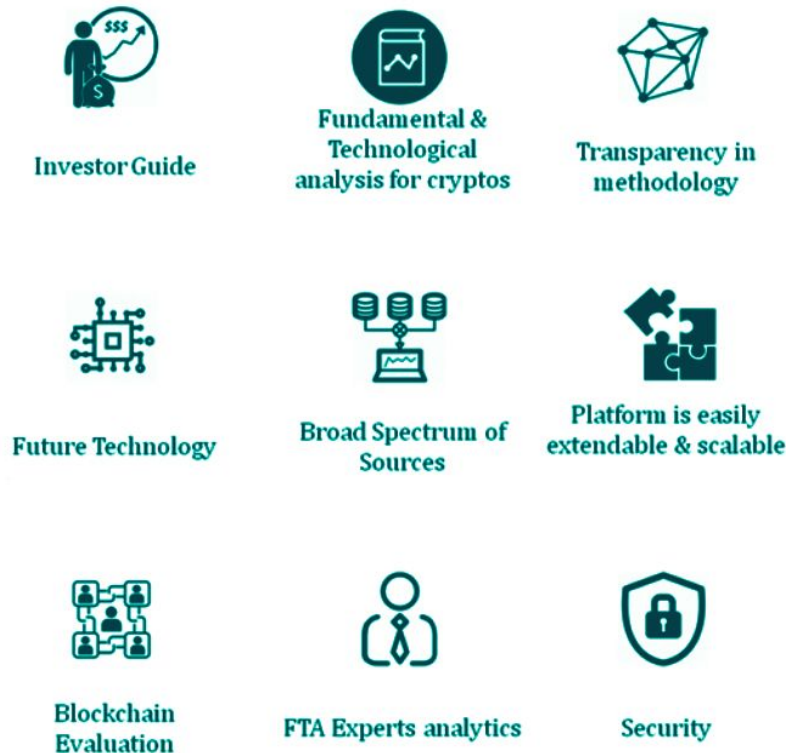 $$$
$
Investor Guide
Fundamental &
Technological
analysis for cryptos
Transparency in
methodology
Future Technology
Broad Spectrum of
Sources
Platform is easily
extendable & scalable
Blockchain
Evaluation
FTA Experts analytics
Security